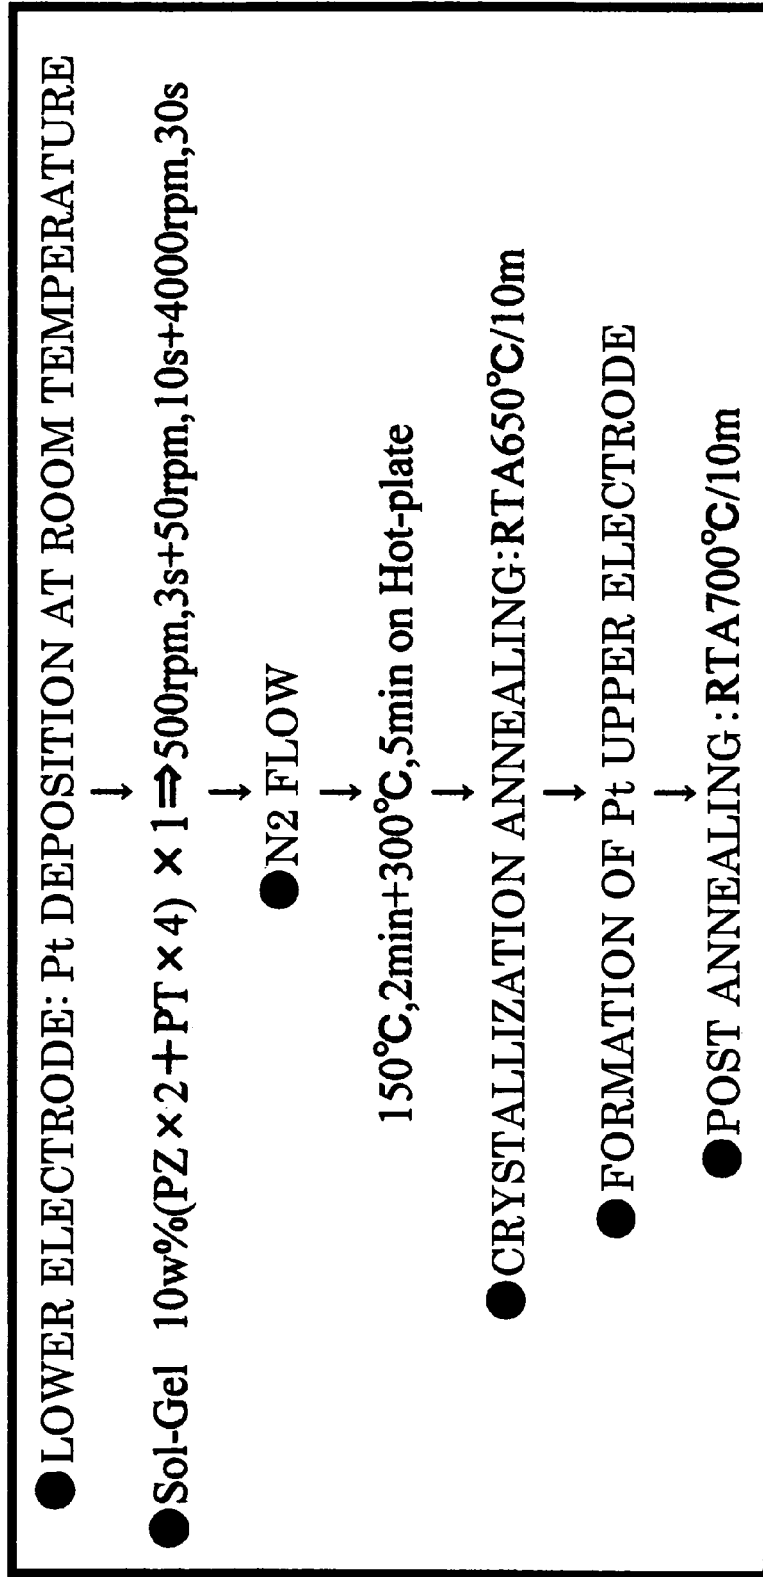 ●LOWER ELECTRODE: Pt DEPOSITION AT ROOM TEMPERATURE
↓
●Sol-Gel 10w%(PZ×2+PT×4) ×1⇒500rpm,3s+50rpm,10s+4000rpm,30s
↓
●N2 FLOW
↓
150°C,2min+300°C,5min on Hot-plate
↓
●CRYSTALLIZATION ANNEALING:RTA650°C/10m
↓
●FORMATION OF Pt UPPER ELECTRODE
↓
●POST ANNEALING:RTA700°C/10m